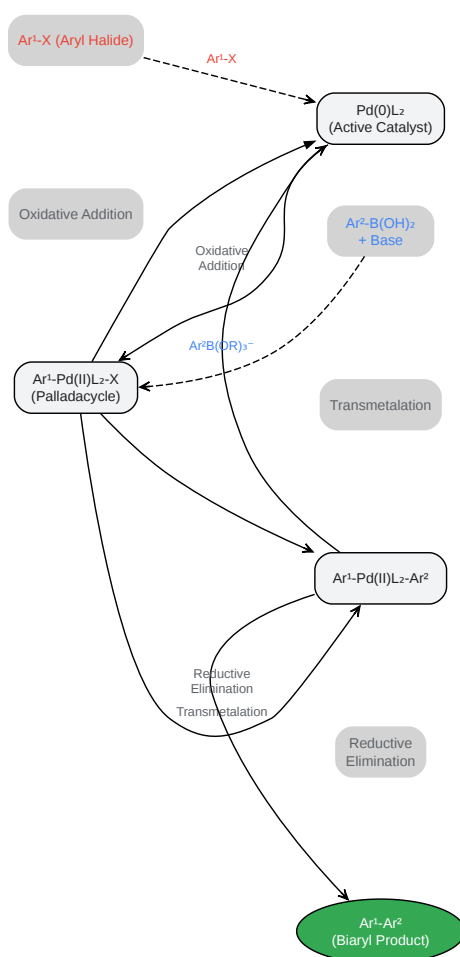 Ar¹-X (Aryl Halide)
Ar¹-X
Pd(0)L₂
(Active Catalyst)
Oxidative Addition
Ar²-B(OH)₂
+ Base
Oxidative
Addition
Ar²B(OR)₃⁻
Ar¹-Pd(II)L₂-X
(Palladacycle)
Transmetalation
Ar¹-Pd(II)L₂-Ar²
Reductive
Elimination
Transmetalation
Reductive
Elimination
Ar¹-Ar²
(Biaryl Product)